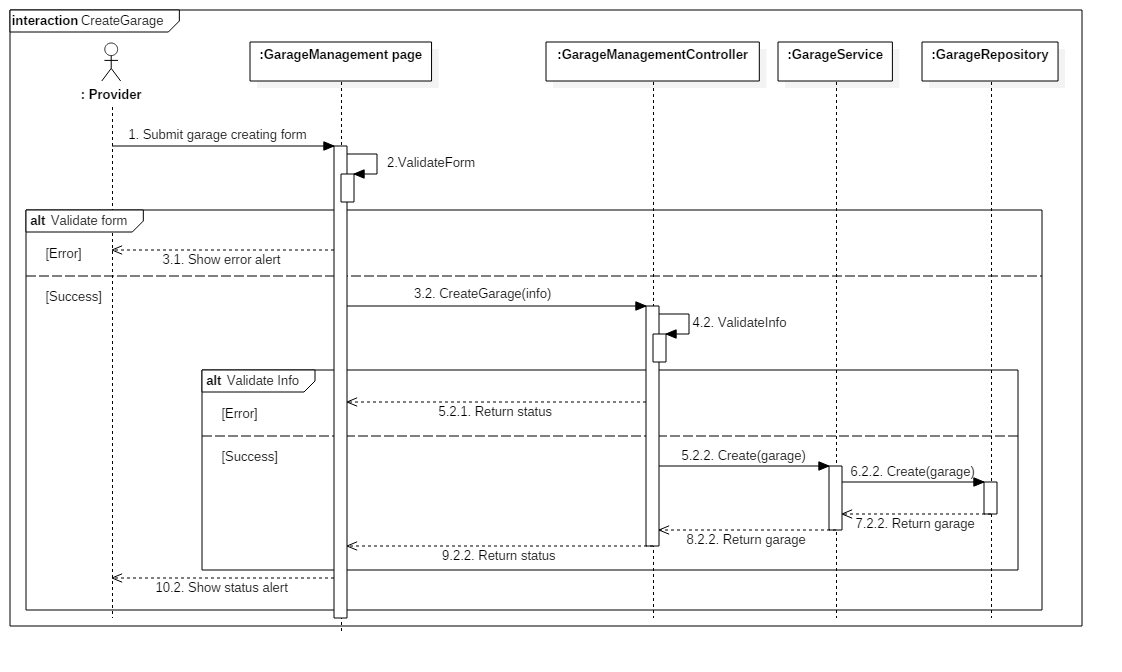 interaction CreateGarage
: Provider
:GarageManagement page
:GarageManagementController
:GarageService
:GarageRepository
1. Submit garage creating form
2.ValidateForm
alt Validate form
[Error]
3.1. Show error alert
[Success]
3.2. CreateGarage(info)
4.2. ValidateInfo
alt Validate Info
[Error]
5.2.1. Return status
[Success]
5.2.2. Create(garage)
6.2.2. Create(garage)
7.2.2. Return garage
8.2.2. Return garage
9.2.2. Return status
10.2. Show status alert